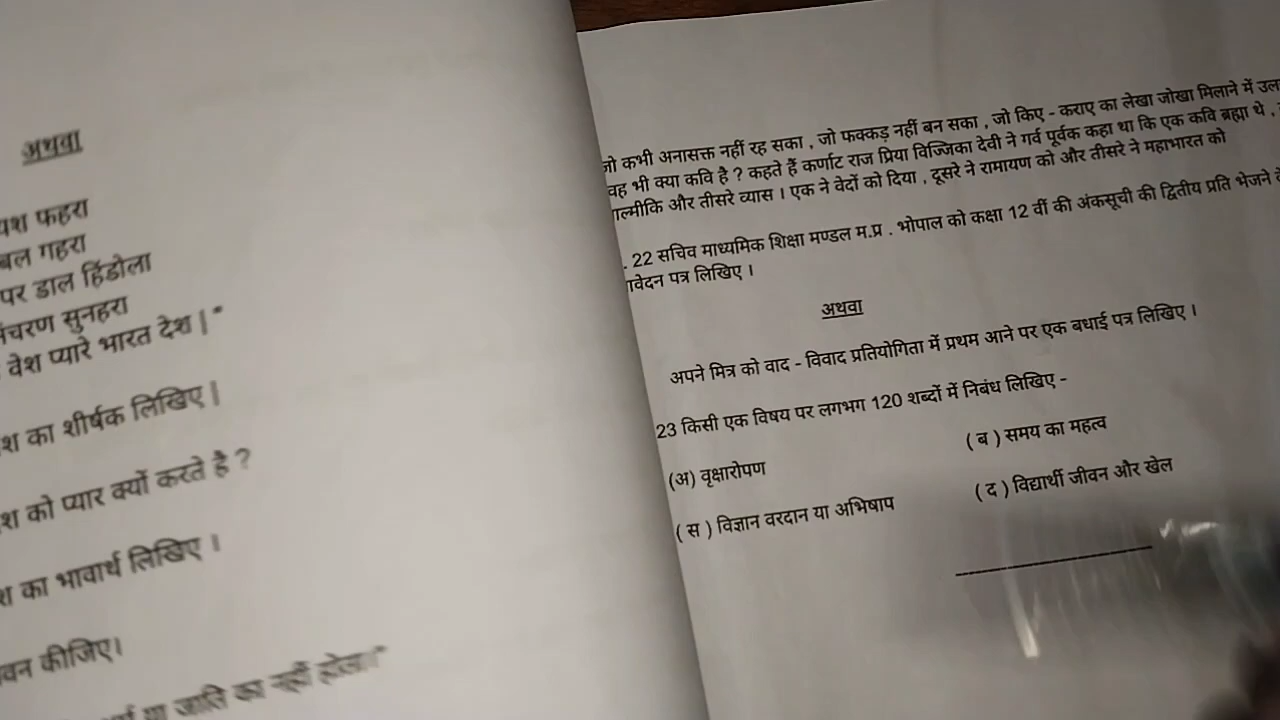 अथवा
यश फहरा
बल गहरा
पर डाल हिंडोला
संचरण सुनहरा
वेश प्यारे भारत देश |"
का शीर्षक लिखिए |
को प्यार क्यों करते है ?
का भावार्थ लिखिए ।
कीजिए।
या जाति का नहीं होता।"
जो कभी अनासक्त नहीं रह सका , जो फक्कड़ नहीं बन सका , जो किए - कराए का लेखा जोखा मिलाने में
वह भी क्या कवि है ? कहते हैं कर्णाट राज प्रिया विज्जिका देवी ने गर्व पूर्वक कहा था कि एक कवि ब्रह्मा थे ,
और तीसरे व्यास । एक ने वेदों को दिया , दूसरे ने रामायण को और तीसरे ने महाभारत को
. 22 सचिव माध्यमिक शिक्षा मण्डल म.प्र . भोपाल को कक्षा 12 वीं की अंकसूची की द्वितीय प्रति भेजने
पत्र लिखिए ।
अथवा
अपने मित्र को वाद - विवाद प्रतियोगिता में प्रथम आने पर एक बधाई पत्र लिखिए ।
23 किसी एक विषय पर लगभग 120 शब्दों में निबंध लिखिए -
(अ) वृक्षारोपण ( ब ) समय का महत्व
( स ) विज्ञान वरदान या अभिषाप ( द ) विद्यार्थी जीवन और खेल